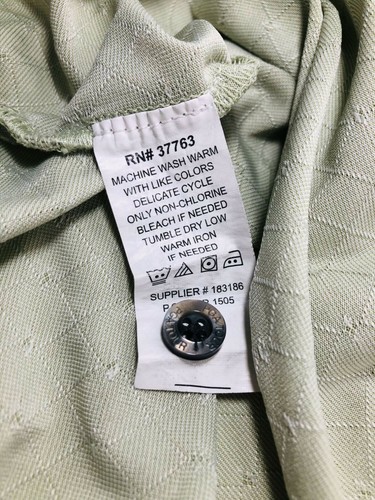 RN# 37763
MACHINE WASH WARM
WITH LIKE COLORS
DELICATE CYCLE
ONLY NON-CHLORINE
BLEACH IF NEEDED
TUMBLE DRY LOW
WARM IRON
IF NEEDED
SUPPLIER # 183186
1505